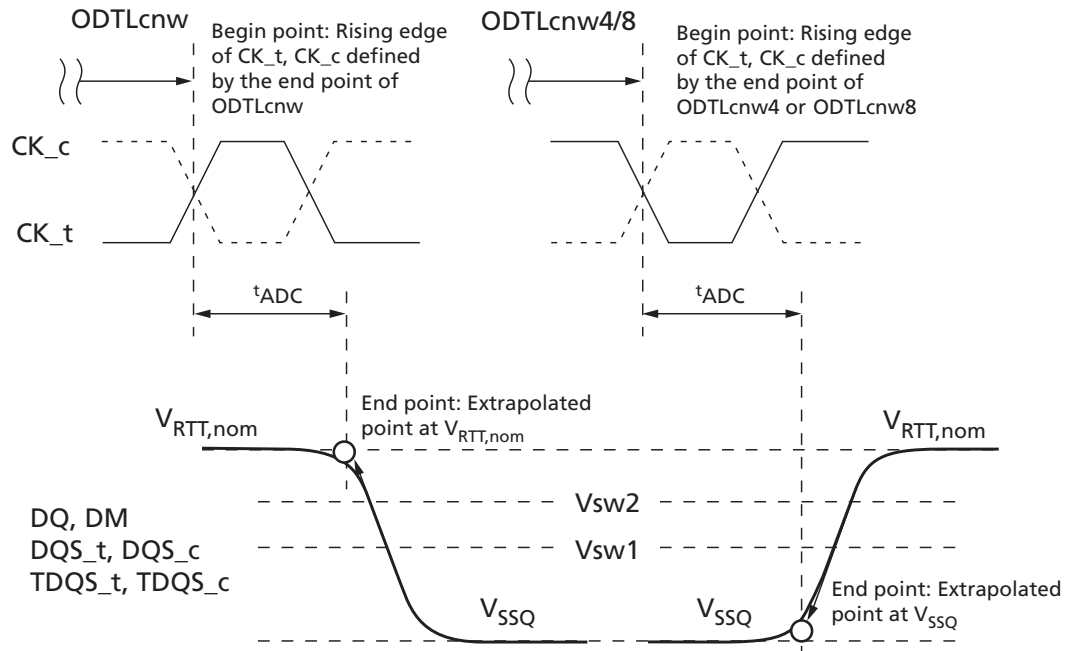 ODTLcnw
Begin point: Rising edge
of CK_t, CK_c defined
by the end point of
ODTLcnw
ODTLcnw4/8
Begin point: Rising edge
of CK_t, CK_c defined
by the end point of
ODTLcnw4 or ODTLcnw8
CK_c
CK_t
tADC
tADC
VRTT,nom
End point: Extrapolated
point at VRTT,nom
VRTT,nom
Vsw2
Vsw1
DQ, DM
DQS_t, DQS_c
TDQS_t, TDQS_c
VSSQ
VSSQ
End point: Extrapolated
point at VSSQ